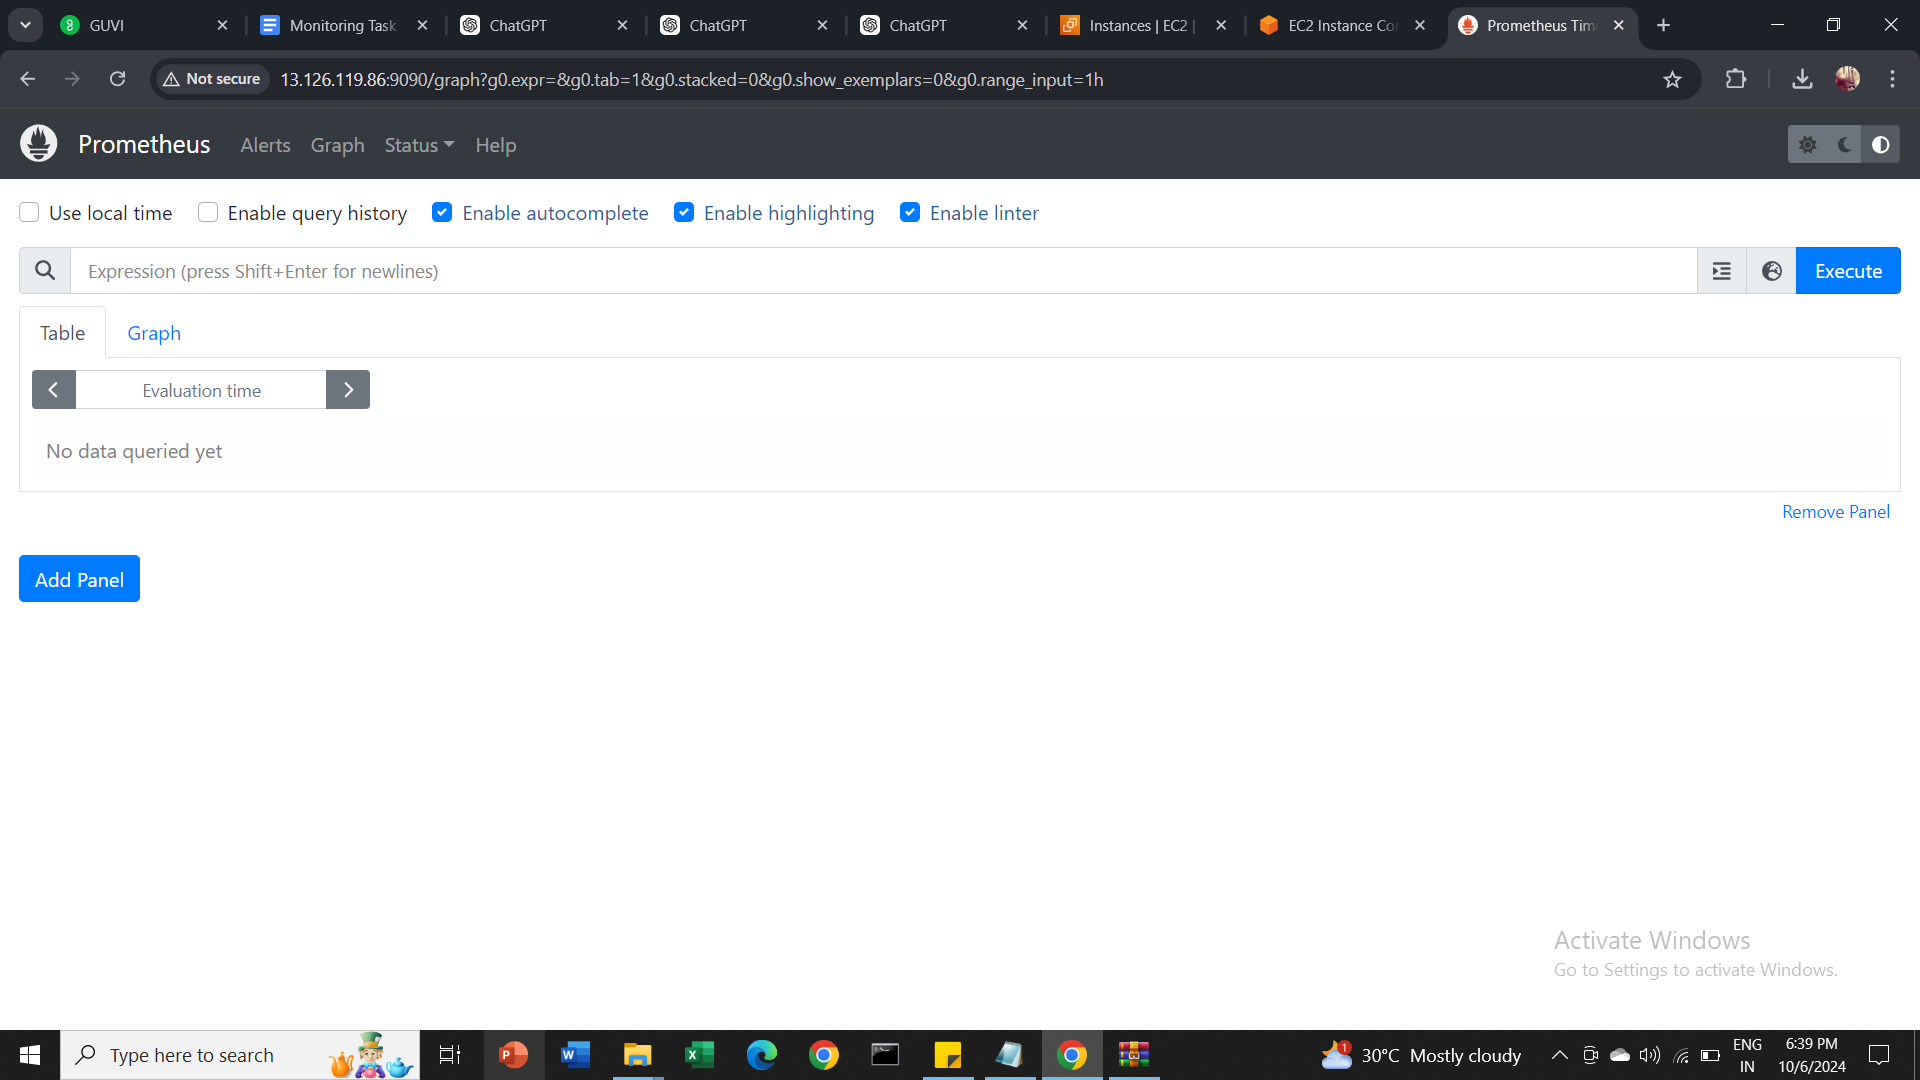 GUVI
Monitoring Task
ChatGPT
ChatGPT
ChatGPT
Instances | EC2 |
EC2 Instance Co
Prometheus Tim
Not secure
13.126.119.86:9090/graph?g0.expr=&g0.tab=1&g0.stacked=0&g0.show_exemplars=0&g0.range_input=1h
Prometheus
Alerts
Graph
Status
Help
Use local time
Enable query history
Enable autocomplete
Enable highlighting
Enable linter
Expression (press Shift+Enter for newlines)
Execute
Table
Graph
Evaluation time
No data queried yet
Remove Panel
Add Panel
Activate Windows
Go to Settings to activate Windows.
Type here to search
1
30°C Mostly cloudy
ENG
IN
6:39 PM
10/6/2024